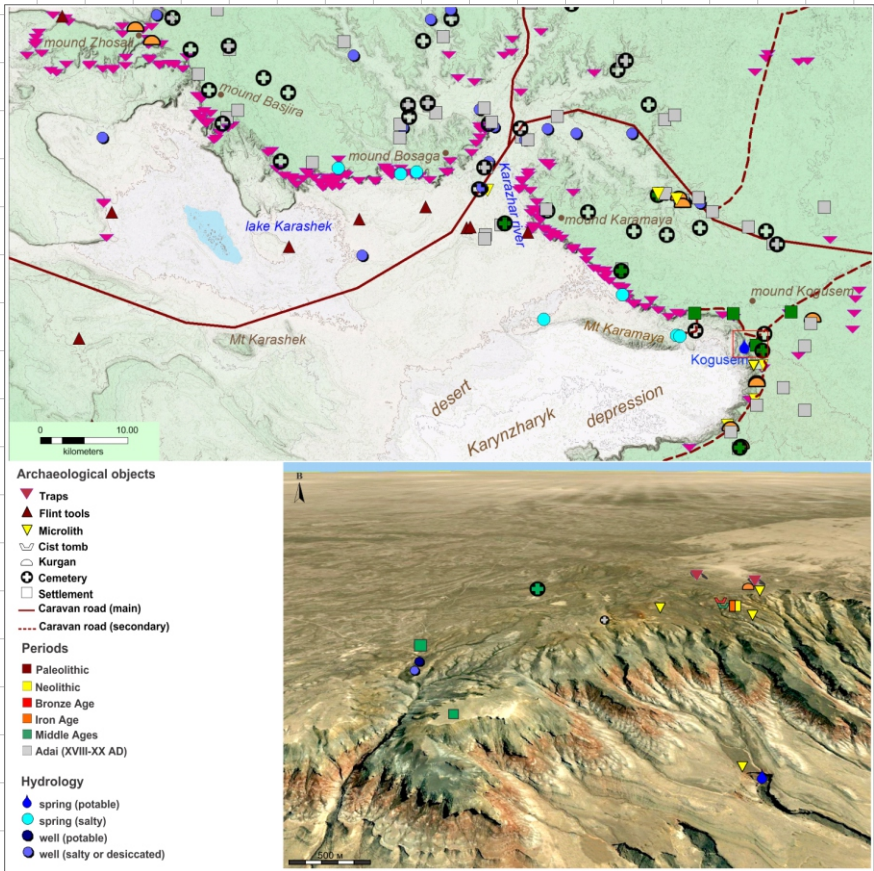 mound Zhosali
mound Basjira
mound Bosaga
Karazhar river
mound Karamaya
lake Karashek
mound Kogusem
Mt Karashek
Mt Karamaya
Kogusem
desert
Karynzharyk
depression
0 10.00
kilometers
Archaeological objects
Traps
Flint tools
Microlith
Cist tomb
Kurgan
Cemetery
Settlement
Caravan road (main)
Caravan road (secondary)
Periods
Paleolithic
Neolithic
Bronze Age
Iron Age
Middle Ages
Adai (XVIII-XX AD)
Hydrology
spring (potable)
spring (salty)
well (potable)
well (salty or desiccated)
В
500 м